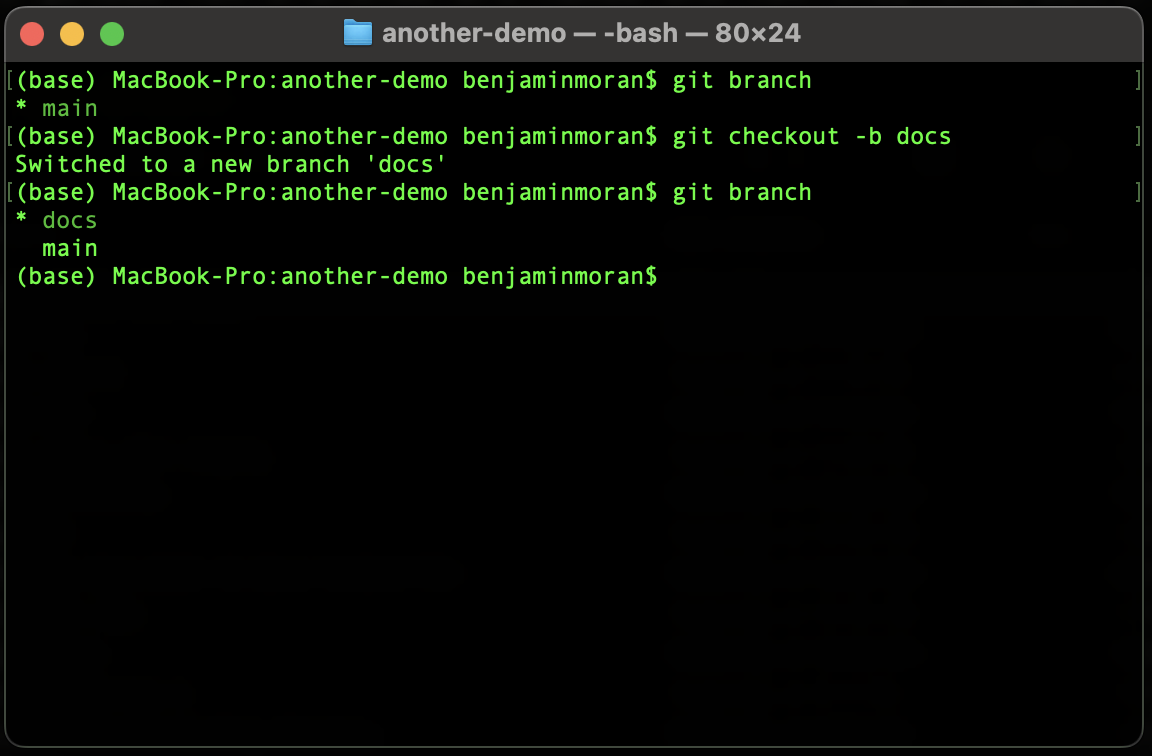 another-demo — -bash — 80×24
[(base) MacBook-Pro:another-demo benjaminmoran$ git branch ]
* main
[(base) MacBook-Pro:another-demo benjaminmoran$ git checkout -b docs ]
Switched to a new branch 'docs'
[(base) MacBook-Pro:another-demo benjaminmoran$ git branch ]
* docs
  main
(base) MacBook-Pro:another-demo benjaminmoran$